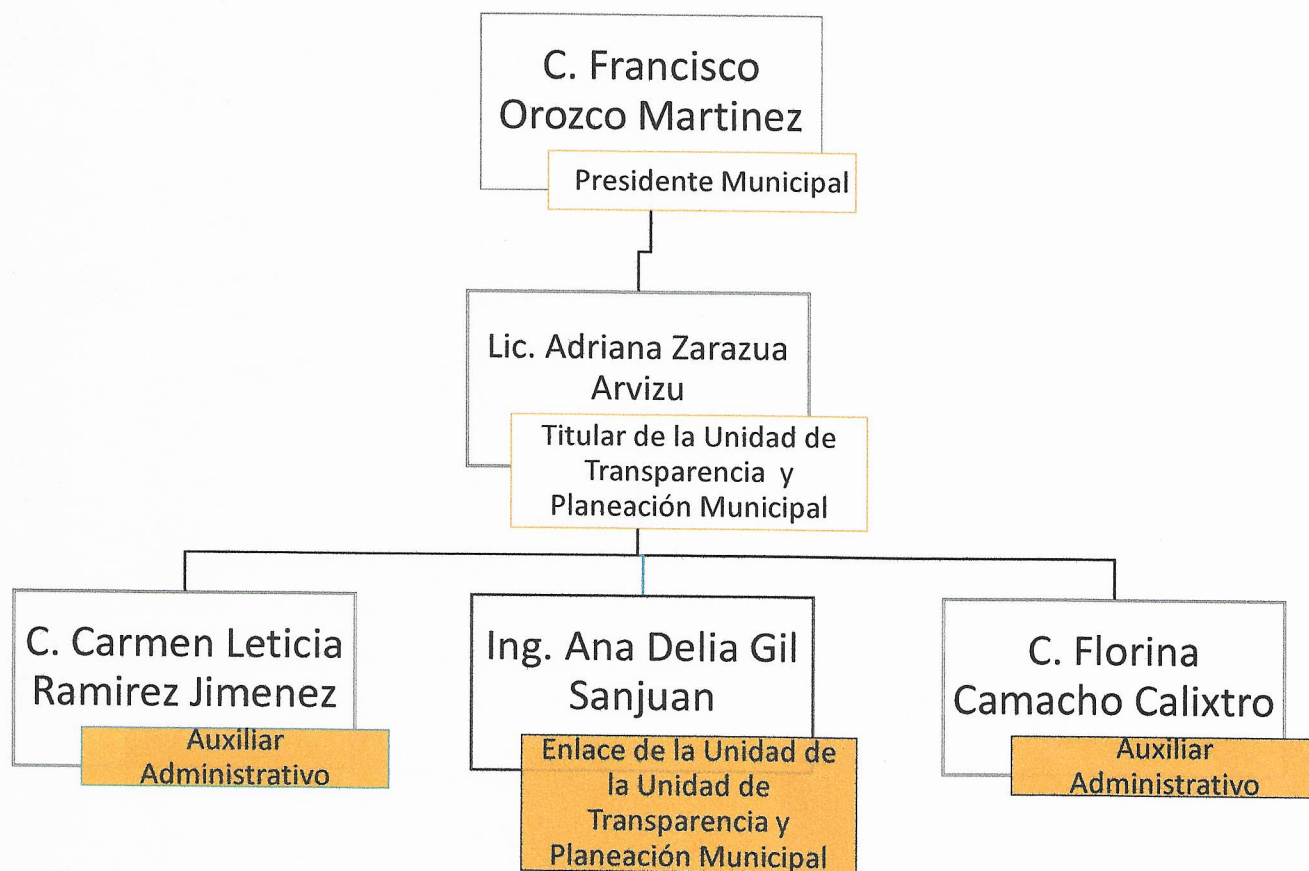 C. Francisco
Orozco Martinez
Presidente Municipal
Lic. Adriana Zarazua
Arvizu
Titular de la Unidad de
Transparencia y
Planeación Municipal
C. Carmen Leticia
Ramirez Jimenez
Auxiliar
Administrativo
Ing. Ana Delia Gil
Sanjuan
Enlace de la Unidad de
la Unidad de
Transparencia y
Planeación Municipal
C. Florina
Camacho Calixtro
Auxiliar
Administrativo